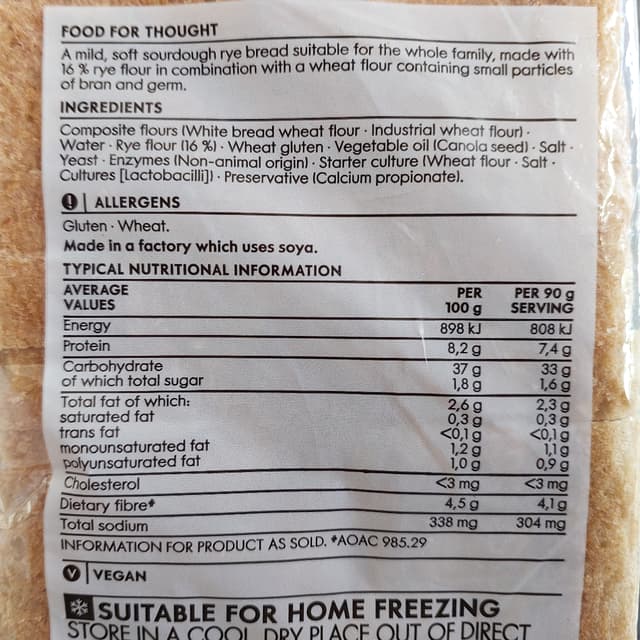 FOOD FOR THOUGHT
A mild, soft sourdough rye bread suitable for the whole family, made with
16 % rye flour in combination with a wheat flour containing small particles
of bran and germ.
INGREDIENTS
Composite flours (White bread wheat flour · Industrial wheat flour) ·
Water · Rye flour (16 %) · Wheat gluten · Vegetable oil (Canola seed) · Salt ·
Yeast · Enzymes (Non-animal origin) · Starter culture (Wheat flour · Salt ·
Cultures [Lactobacilli]) · Preservative (Calcium propionate).
! ALLERGENS
Gluten · Wheat.
Made in a factory which uses soya.
TYPICAL NUTRITIONAL INFORMATION
AVERAGE VALUES PER 100 g PER 90 g SERVING
Energy 898 kJ 808 kJ
Protein 8,2 g 7,4 g
Carbohydrate 37 g 33 g
of which total sugar 1,8 g 1,6 g
Total fat of which: 2,6 g 2,3 g
saturated fat 0,3 g 0,3 g
trans fat <0,1 g <0,1 g
monounsaturated fat 1,2 g 1,1 g
polyunsaturated fat 1,0 g 0,9 g
Cholesterol <3 mg <3 mg
Dietary fibre# 4,5 g 4,1 g
Total sodium 338 mg 304 mg
INFORMATION FOR PRODUCT AS SOLD. #AOAC 985.29
V VEGAN
SUITABLE FOR HOME FREEZING
STORE IN A COOL, DRY PLACE OUT OF DIRECT